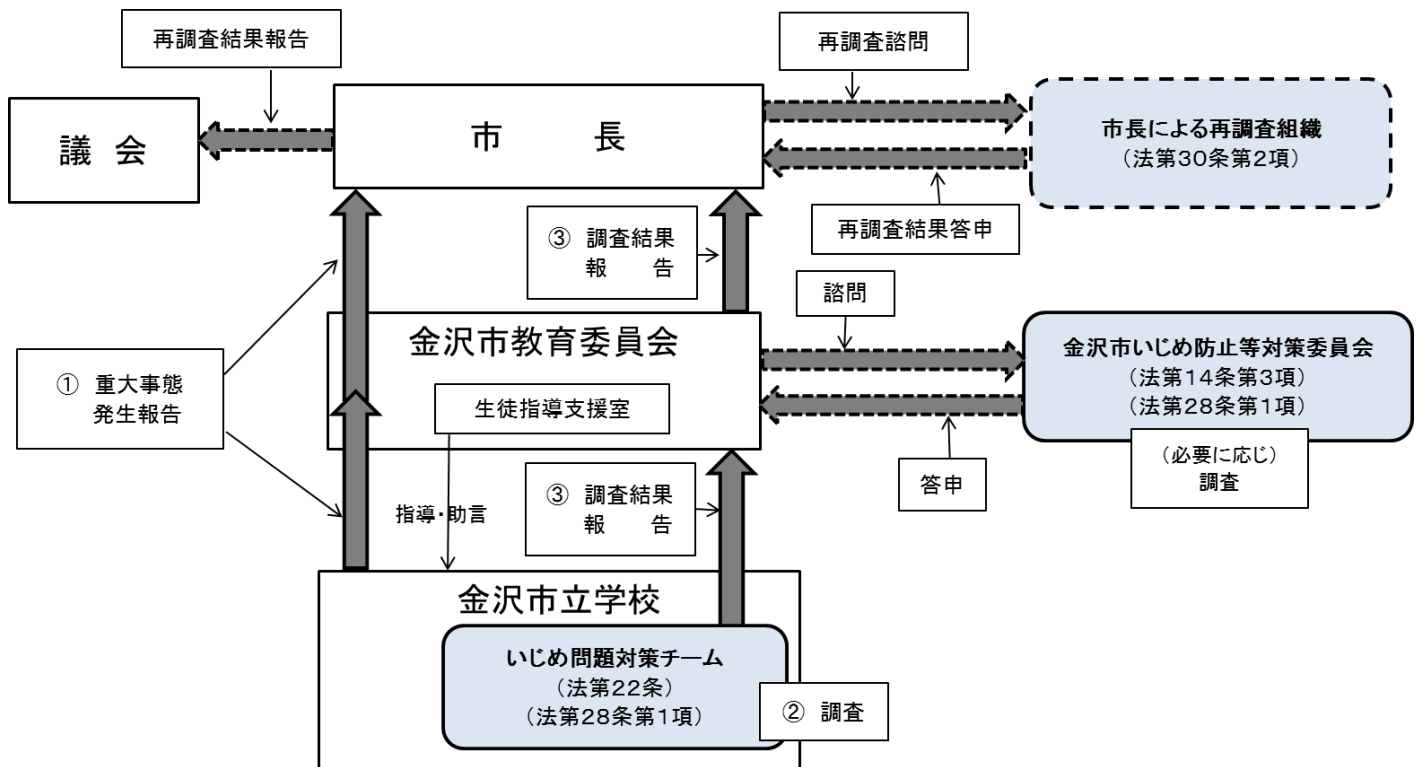 再調査結果報告
再調査諮問
議 会
市 長
市長による再調査組織
(法第30条第2項)
③ 調査結果
報 告
再調査結果答申
諮問
① 重大事態
発生報告
金沢市教育委員会
生徒指導支援室
金沢市いじめ防止等対策委員会
(法第14条第3項)
(法第28条第1項)
(必要に応じ)
調査
答申
指導・助言
③ 調査結果
報 告
金沢市立学校
いじめ問題対策チーム
(法第22条)
(法第28条第1項)
② 調査